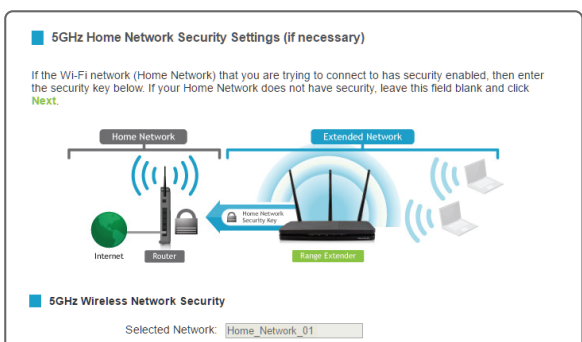 5GHz Home Network Security Settings (if necessary)
If the Wi-Fi network (Home Network) that you are trying to connect to has security enabled, then enter
the security key below. If your Home Network does not have security, leave this field blank and click
Next.
Home Network
Extended Network
Home Network
Security Key
Internet
Router
Range Extender
5GHz Wireless Network Security
Selected Network: Home_Network_01